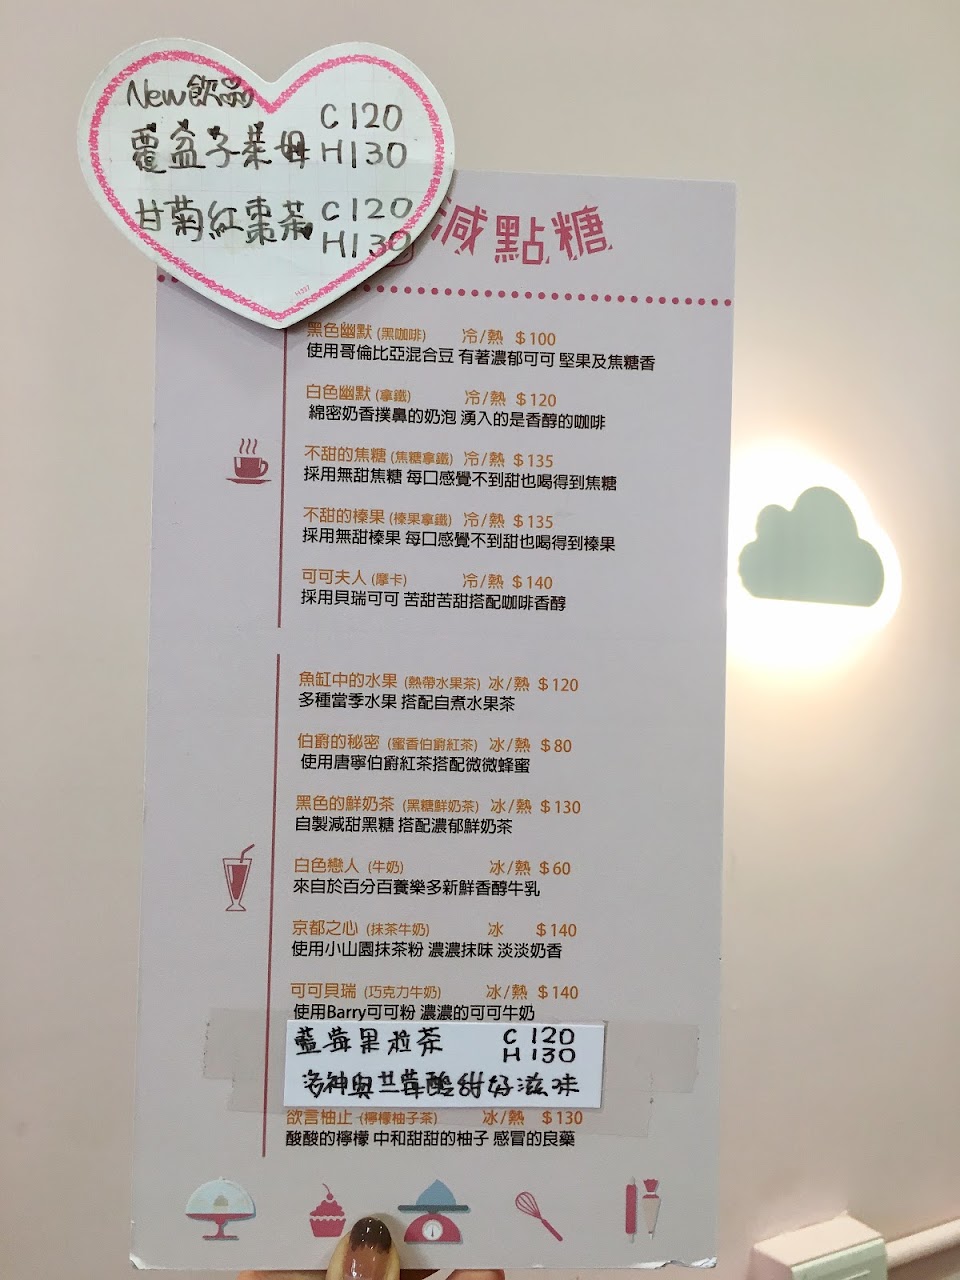 New飲品
覆盆子萊姆 C 120
H 130
甘菊紅棗茶 C 120
H 130
減點糖
黑色幽默 (黑咖啡) 冷/熱 $100
使用哥倫比亞混合豆 有著濃郁可可 堅果及焦糖香
白色幽默 (拿鐵) 冷/熱 $120
綿密奶香撲鼻的奶泡 湧入的是香醇的咖啡
不甜的焦糖 (焦糖拿鐵) 冷/熱 $135
採用無甜焦糖 每口感覺不到甜也喝得到焦糖
不甜的榛果 (榛果拿鐵) 冷/熱 $135
採用無甜榛果 每口感覺不到甜也喝得到榛果
可可夫人 (摩卡) 冷/熱 $140
採用貝瑞可可 苦甜苦甜搭配咖啡香醇
魚缸中的水果 (熱帶水果茶) 冰/熱 $120
多種當季水果 搭配自煮水果茶
伯爵的秘密 (蜜香伯爵紅茶) 冰/熱 $80
使用唐寧伯爵紅茶搭配微微蜂蜜
黑色的鮮奶茶 (黑糖鮮奶茶) 冰/熱 $130
自製減甜黑糖 搭配濃郁鮮奶茶
白色戀人 (牛奶) 冰/熱 $60
來自於百分百養樂多新鮮香醇牛乳
京都之心 (抹茶牛奶) 冰 $140
使用小山園抹茶粉 濃濃抹味 淡淡奶香
可可貝瑞 (巧克力牛奶) 冰/熱 $140
使用Barry可可粉 濃濃的可可牛奶
藍莓果粒茶 C 120
H 130
洛神與藍莓酸甜好滋味
欲言柚止 (檸檬柚子茶) 冰/熱 $130
酸酸的檸檬 中和甜甜的柚子 感冒的良藥